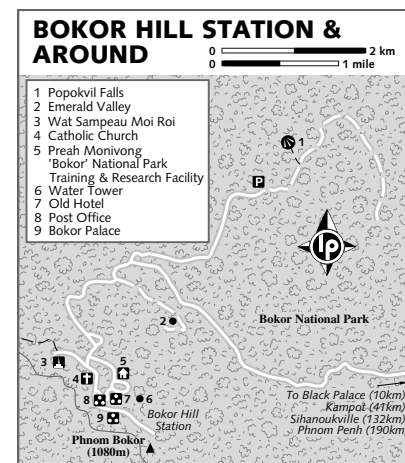 BOKOR HILL STATION &
AROUND
0 2 km
0 1 mile
1 Popokvil Falls
2 Emerald Valley
3 Wat Sampeau Moi Roi
4 Catholic Church
5 Preah Monivong
'Bokor' National Park
Training & Research Facility
6 Water Tower
7 Old Hotel
8 Post Office
9 Bokor Palace
1
P
lp
2
Bokor National Park
3
5
4
To Black Palace (10km)
Kampot (41km)
Sihanoukville (132km)
Phnom Penh (190km)
8 7 6
9
Bokor Hill
Station
Phnom Bokor
(1080m)